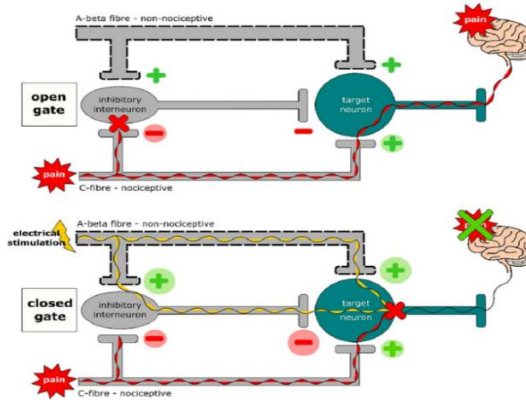 A-beta fibre - non-nociceptive
pain
+
+
open
gate
inhibitory
interneuron
target
neuron
−
−
+
pain
C-fibre - nociceptive
electrical
stimulation
A-beta fibre - non-nociceptive
+
+
closed
gate
inhibitory
interneuron
target
neuron
−
−
+
pain
C-fibre - nociceptive